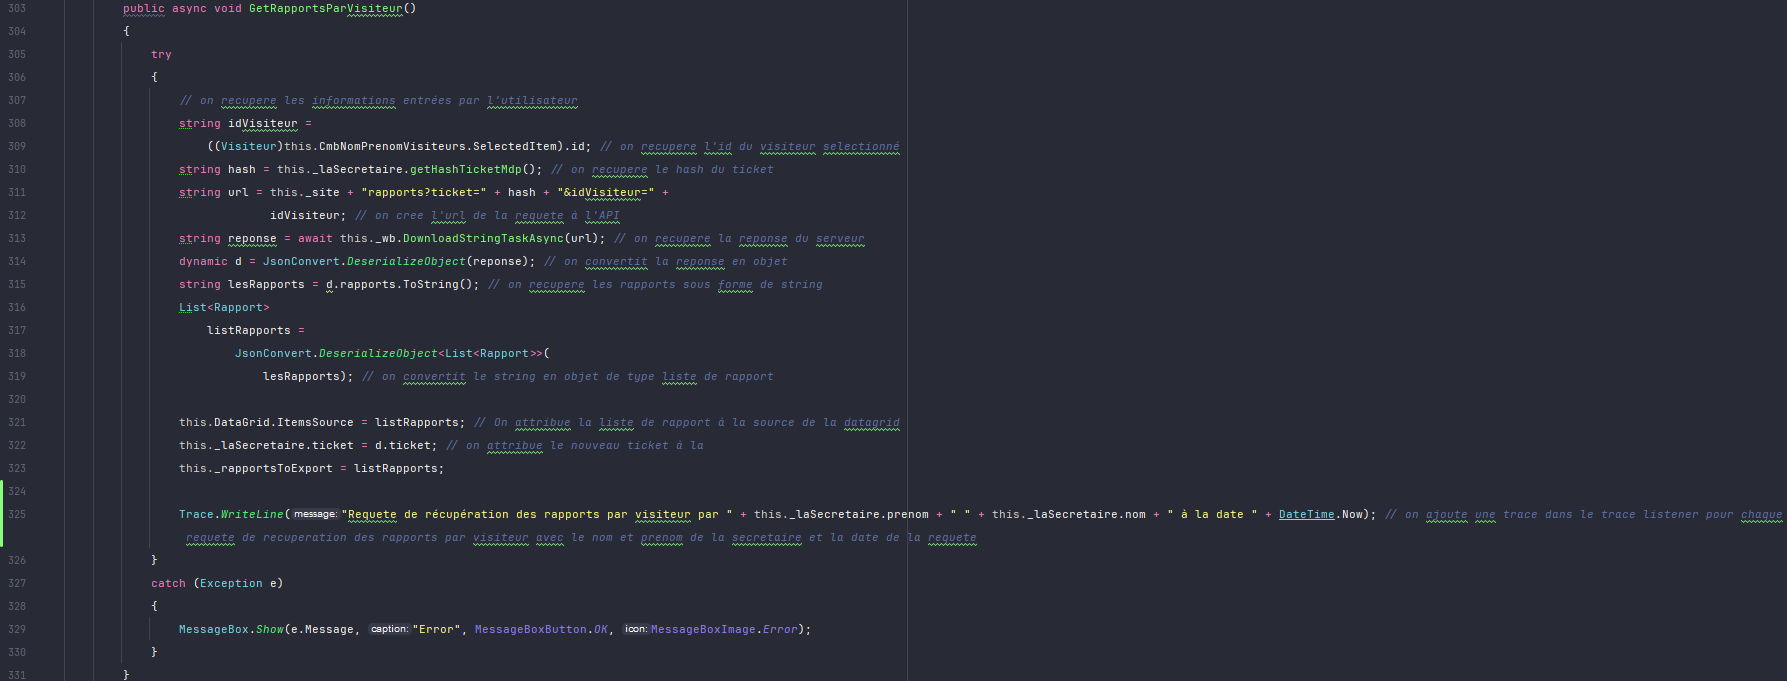 303 public async void GetRapportsParVisiteur()
304 {
305 try
306 {
307 // on recupere les informations entrées par l'utilisateur
308 string idVisiteur =
309 ((Visiteur)this.CmbNomPrenomVisiteurs.SelectedItem).id; // on recupere l'id du visiteur selectionné
310 string hash = this._laSecretaire.getHashTicketMdp(); // on recupere le hash du ticket
311 string url = this._site + "rapports?ticket=" + hash + "&idVisiteur=" +
312 idVisiteur; // on cree l'url de la requete à l'API
313 string reponse = await this._wb.DownloadStringTaskAsync(url); // on recupere la reponse du serveur
314 dynamic d = JsonConvert.DeserializeObject(reponse); // on convertit la reponse en objet
315 string lesRapports = d.rapports.ToString(); // on recupere les rapports sous forme de string
316 List<Rapport>
317 listRapports =
318 JsonConvert.DeserializeObject<List<Rapport>>(
319 lesRapports); // on convertit le string en objet de type liste de rapport
320
321 this.DataGrid.ItemsSource = listRapports; // On attribue la liste de rapport à la source de la datagrid
322 this._laSecretaire.ticket = d.ticket; // on attribue le nouveau ticket à la
323 this._rapportsToExport = listRapports;
324
325 Trace.WriteLine(message: "Requete de récupération des rapports par visiteur par " + this._laSecretaire.prenom + " " + this._laSecretaire.nom + " à la date " + DateTime.Now); // on ajoute une trace dans le trace listener pour chaque
requete de recuperation des rapports par visiteur avec le nom et prenom de la secretaire et la date de la requete
326 }
327 catch (Exception e)
328 {
329 MessageBox.Show(e.Message, caption: "Error", MessageBoxButton.OK, icon: MessageBoxImage.Error);
330 }
331 }